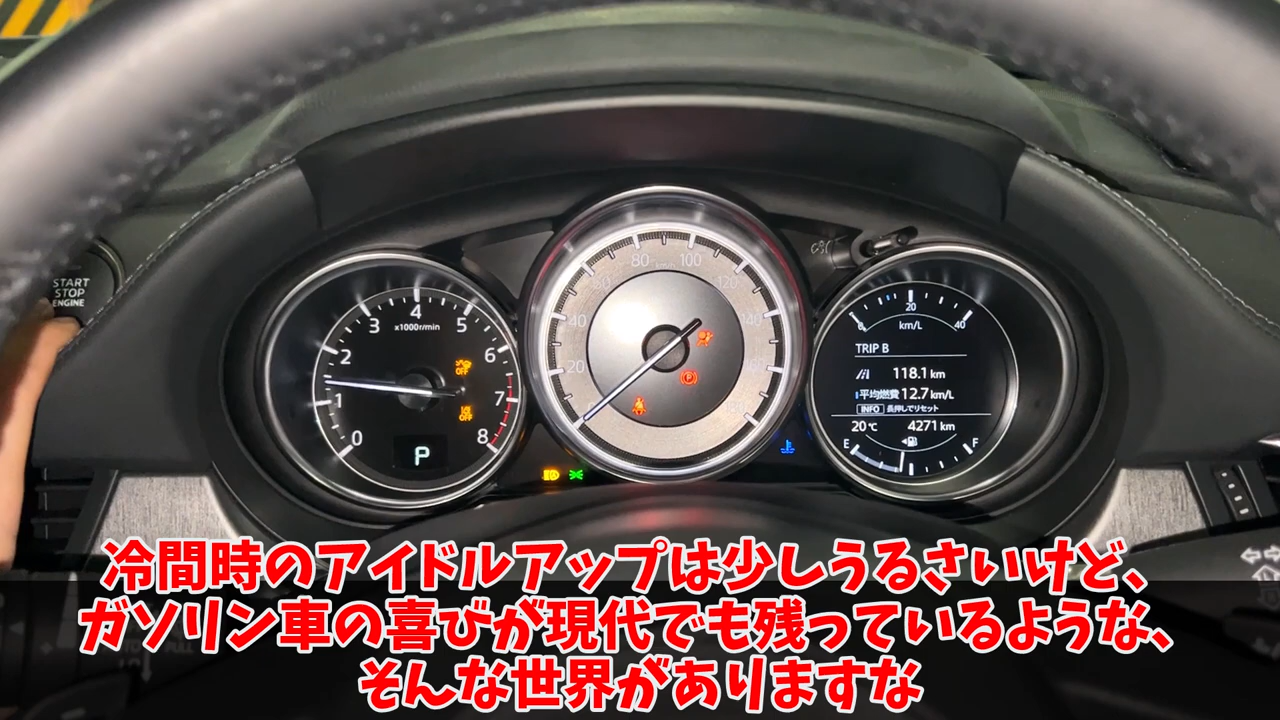 START
STOP
ENGINE
0
1
2
3
4
5
6
7
8
x1000r/min
OFF
OFF
P
20
40
60
80
100
120
140
km/h
0
20
40
km/L
TRIP B
118.1 km
平均燃費 12.7 km/L
INFO 長押しでリセット
20℃ 4271 km
E
F
冷間時のアイドルアップは少しうるさいけど、
ガソリン車の喜びが現代でも残っているような、
そんな世界がありますな